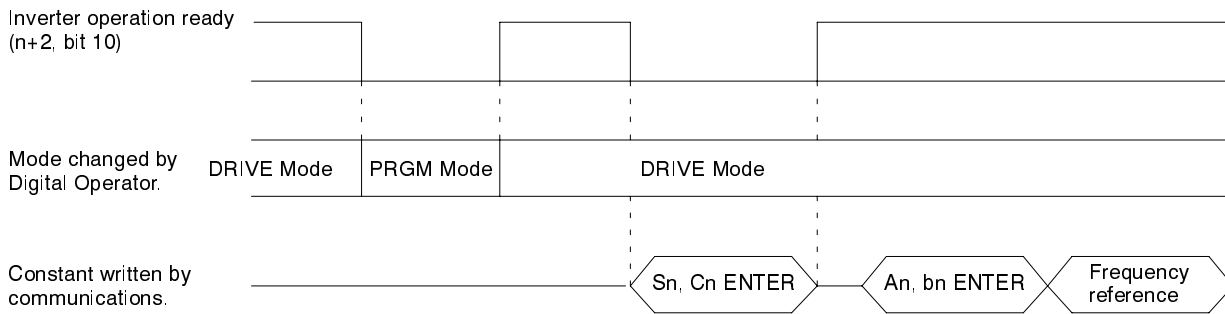 Inverter operation ready
(n+2, bit 10)
Mode changed by
Digital Operator.
DRIVE Mode
PRGM Mode
DRIVE Mode
Constant written by
communications.
Sn, Cn ENTER
An, bn ENTER
Frequency
reference